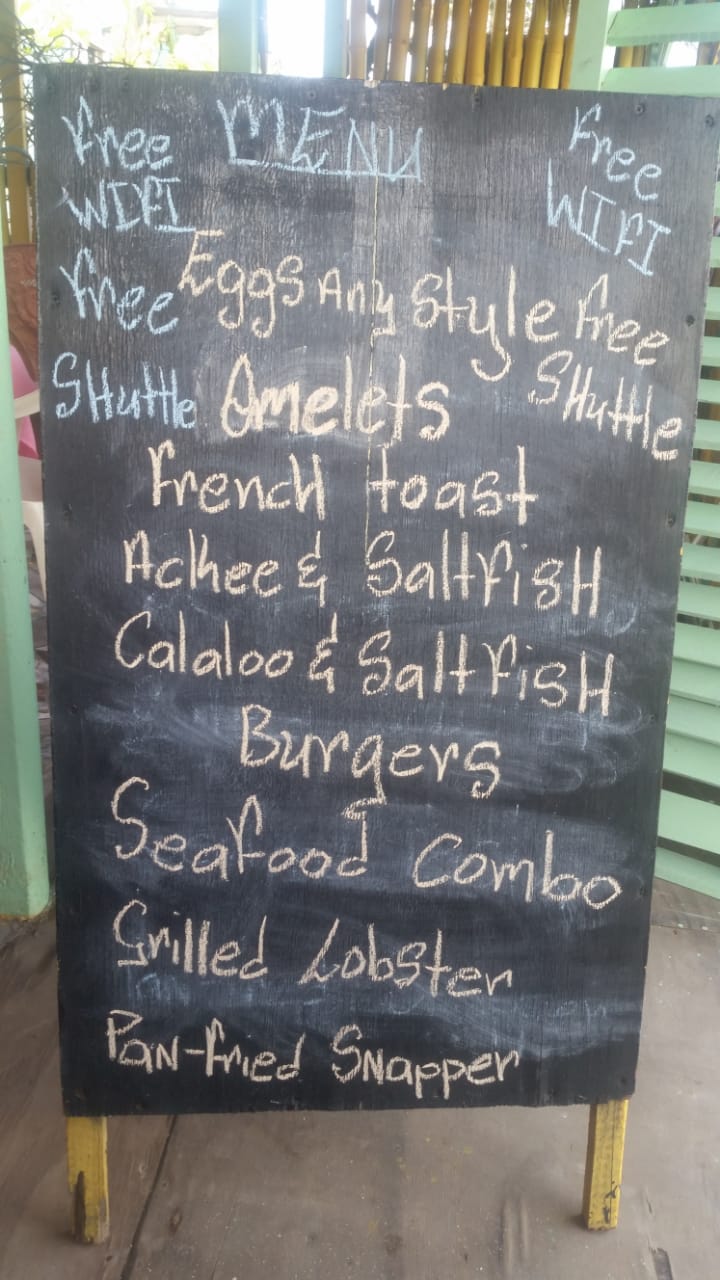 Free MENU Free
WIFI WIFI
Free Eggs Any Style Free
SHuttle Omelets SHuttle
French toast
Ackee & SaltfisH
Calaloo & SaltfisH
Burgers
Seafood Combo
Grilled Lobster
Pan-fried Snapper